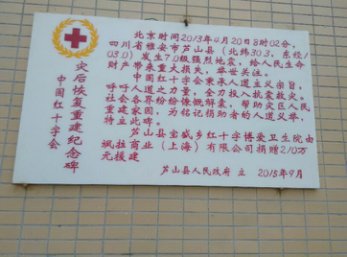 北京时间2013年4月20日8时02分，
四川省雅安市芦山县（北纬30.3，东经1
03.0）发生7.0级强烈地震，给人民生命
财产带来重大损失，举世关注。
中国红十字会秉承人道主义宗旨，
呼吁人道之力量，全力投入抗震救灾，
社会各界纷纷慷慨解囊，帮助灾区人民
重建家园，为铭记捐助者的人道义举，
特立此碑。
芦山县宝盛乡红十字博爱卫生院由
飒拉商业（上海）有限公司捐赠210万
元援建
芦山县人民政府 立 2015年9月
灾后恢复重建纪念碑
中国红十字会